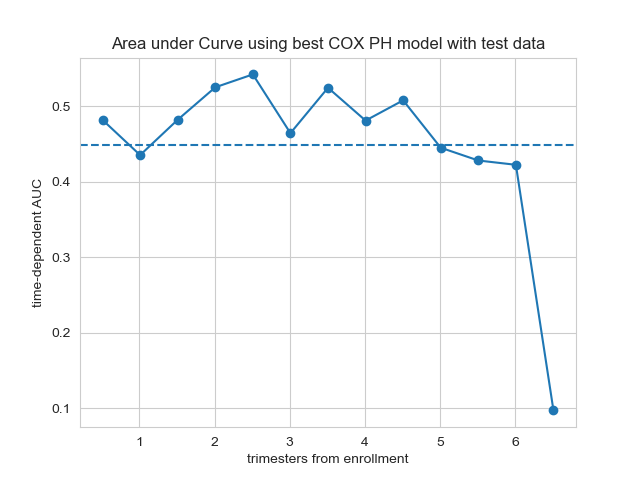 Area under Curve using best COX PH model with test data
time-dependent AUC
0.5
0.4
0.3
0.2
0.1
1 2 3 4 5 6
trimesters from enrollment